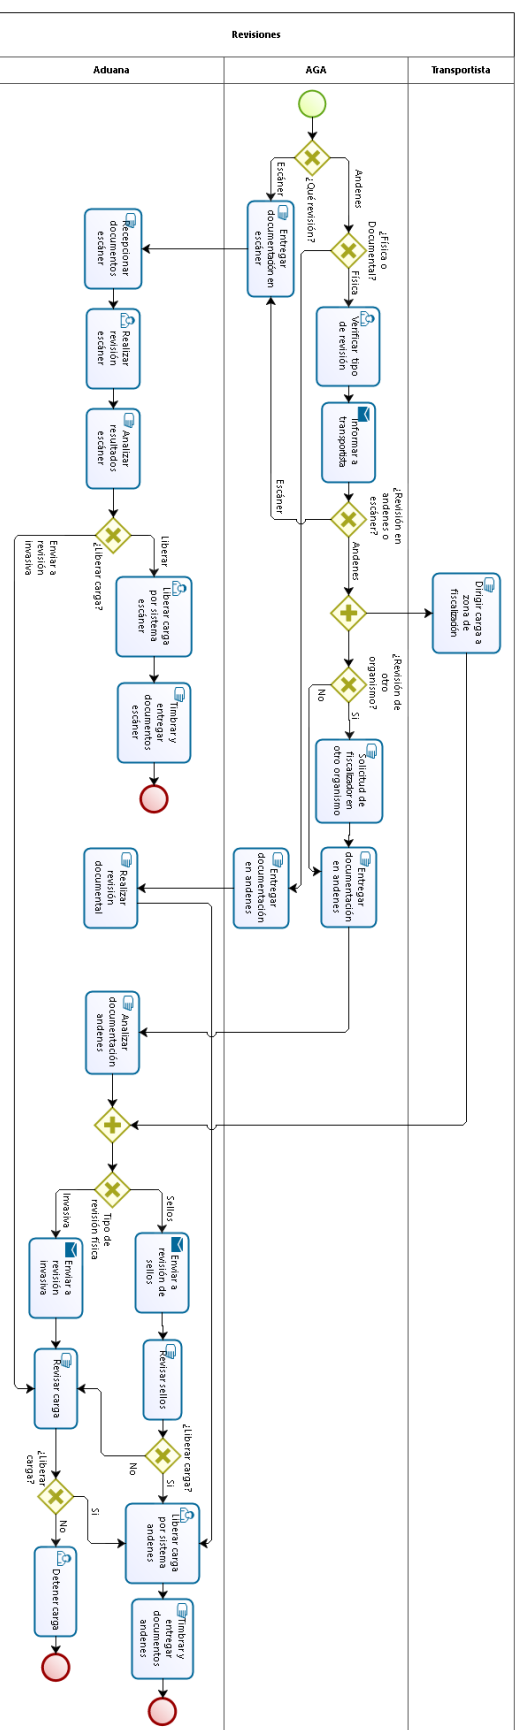 Revisiones
Aduana
AGA
Transportista
¿Qué revisión?
Escáner
Andenes
¿Física o
Documental?
Física
Entregar
documentación en
escáner
Recepcionar
documentos
escáner
Verificar tipo
de revisión
Realizar
revisión
escáner
Informar a
transportista
Analizar
resultados
escáner
¿Revisión en
andenes o
escáner?
Escáner
Andenes
¿Liberar carga?
Liberar
Enviar a
revisión
invasiva
Liberar carga
por sistema
escáner
Dirigir carga a
zona de
fiscalización
¿Revisión de
otro
organismo?
No
Si
Timbrar y
entregar
documentos
escáner
Solicitud de
fiscalizador en
otro organismo
Realizar
revisión
documental
Entregar
documentación
en andenes
Entregar
documentación
en andenes
Analizar
documentación
andenes
Tipo de
revisión física
Sellos
Invasiva
Enviar a
revisión de
sellos
Enviar a
revisión
invasiva
Revisar sellos
Revisar carga
¿Liberar carga?
No
Si
¿Liberar
carga?
Si
No
Liberar carga
por sistema
andenes
Detener carga
Timbrar y
entregar
documentos
andenes